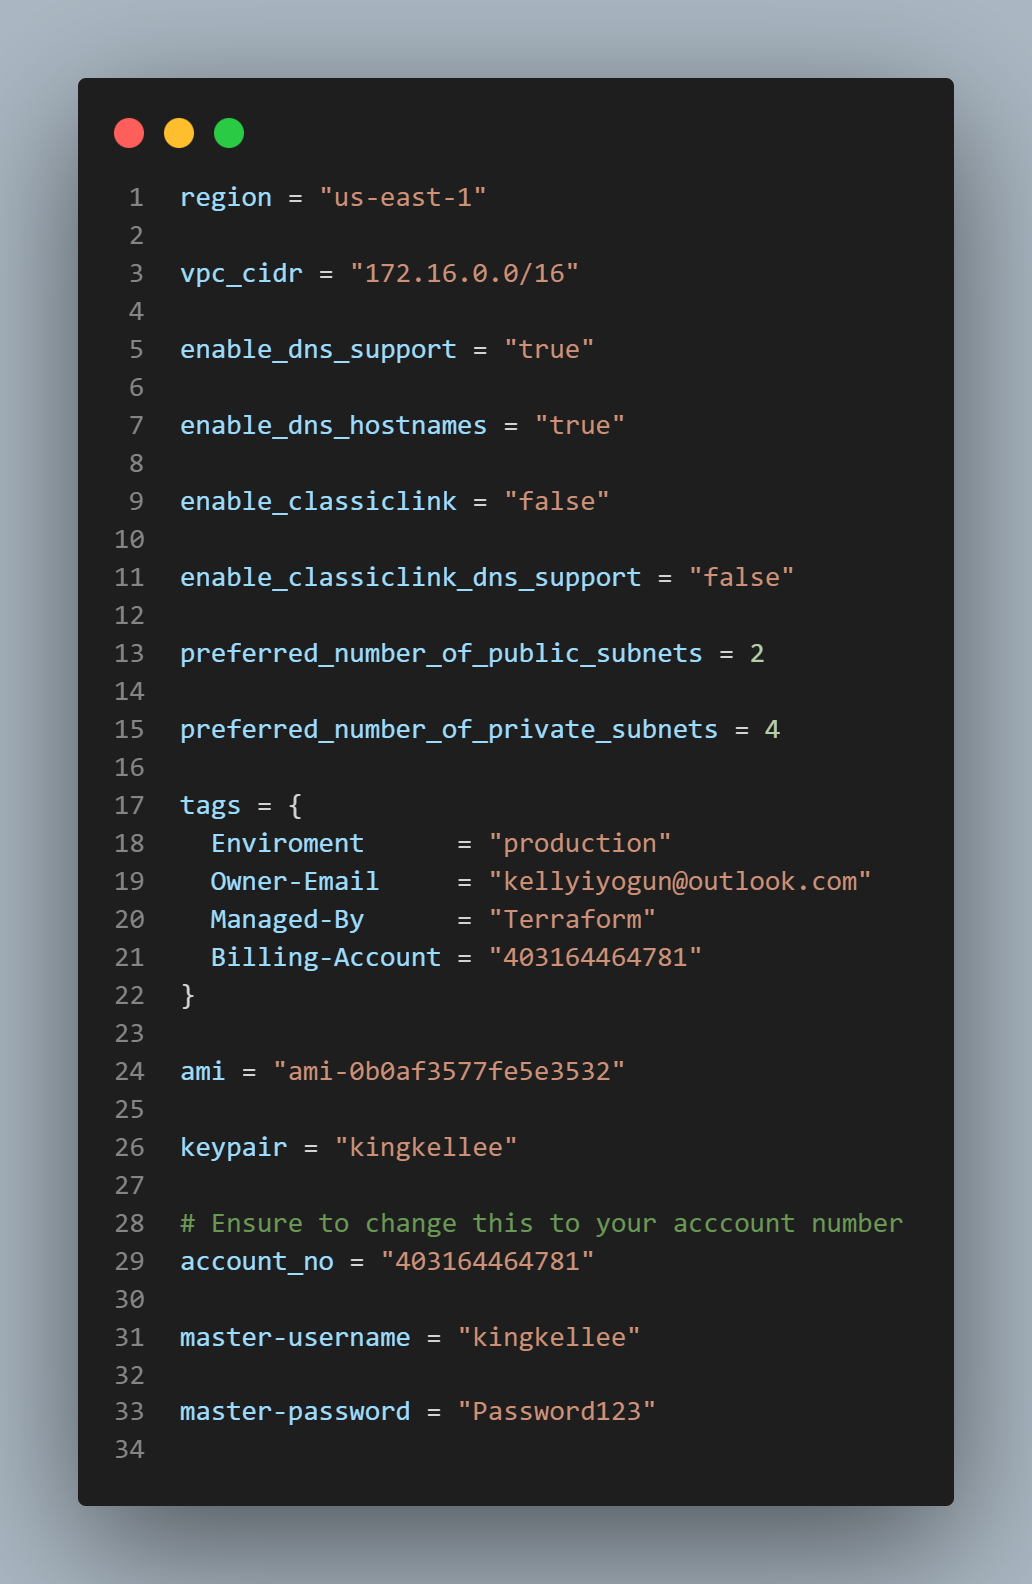 1 region = "us-east-1"
2
3 vpc_cidr = "172.16.0.0/16"
4
5 enable_dns_support = "true"
6
7 enable_dns_hostnames = "true"
8
9 enable_classiclink = "false"
10
11 enable_classiclink_dns_support = "false"
12
13 preferred_number_of_public_subnets = 2
14
15 preferred_number_of_private_subnets = 4
16
17 tags = {
18   Enviroment      = "production"
19   Owner-Email     = "kellyiyogun@outlook.com"
20   Managed-By      = "Terraform"
21   Billing-Account = "403164464781"
22 }
23
24 ami = "ami-0b0af3577fe5e3532"
25
26 keypair = "kingkellee"
27
28 # Ensure to change this to your acccount number
29 account_no = "403164464781"
30
31 master-username = "kingkellee"
32
33 master-password = "Password123"
34